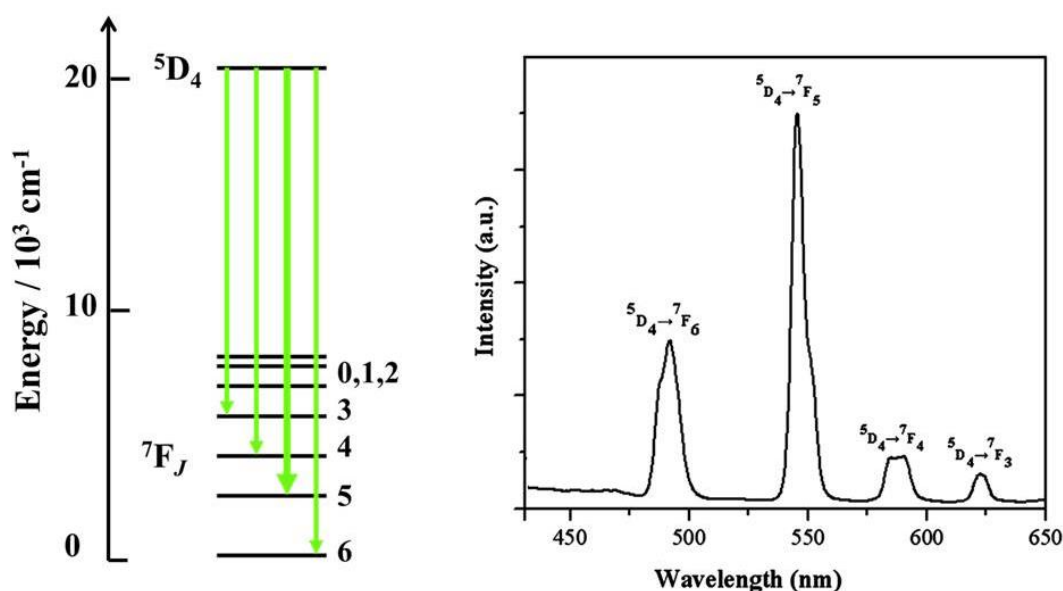 Energy / 10³ cm⁻¹
20
10
0
⁵D₄
⁷F_J
0,1,2
3
4
5
6
Intensity (a.u.)
⁵D₄→⁷F₆
⁵D₄→⁷F₅
⁵D₄→⁷F₄
⁵D₄→⁷F₃
450 500 550 600 650
Wavelength (nm)